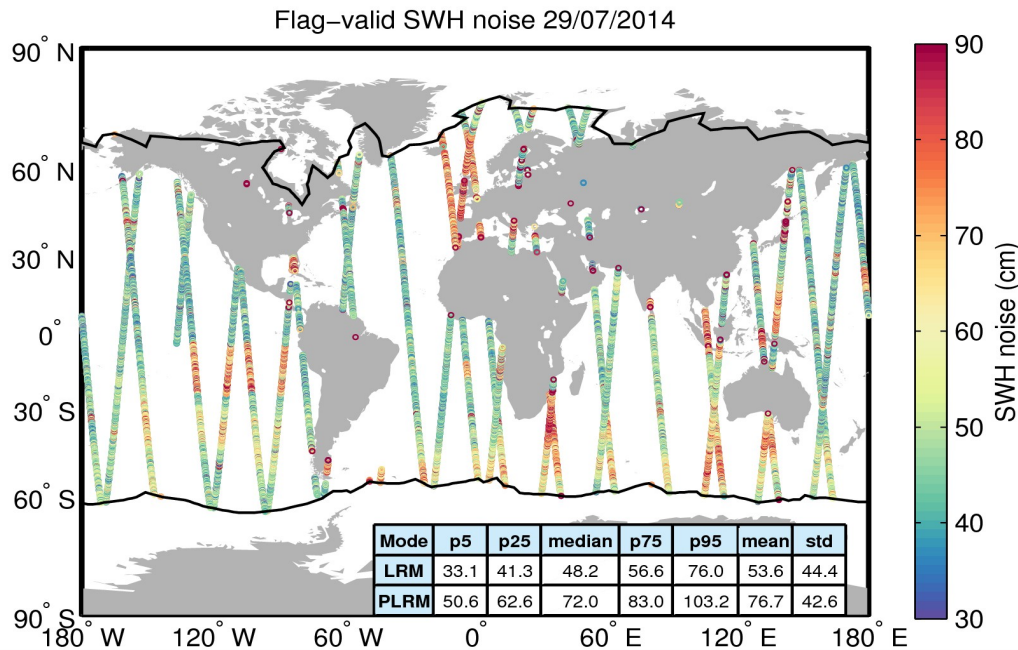 Flag-valid SWH noise 29/07/2014
90° N
60° N
30° N
0°
30° S
60° S
90° S
180° W 120° W 60° W 0° 60° E 120° E 180° E
Mode p5 p25 median p75 p95 mean std
LRM 33.1 41.3 48.2 56.6 76.0 53.6 44.4
PLRM 50.6 62.6 72.0 83.0 103.2 76.7 42.6
90
80
70
60
50
40
30
SWH noise (cm)